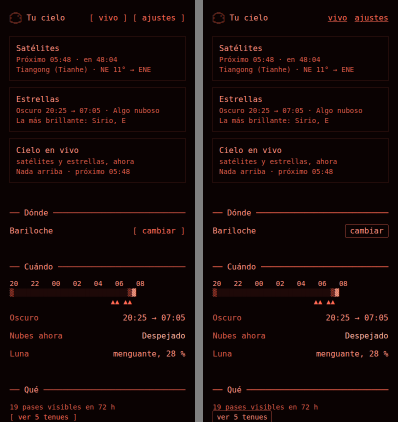 Tu cielo [ vivo ] [ ajustes ]
Satélites
Próximo 05:48 · en 48:04
Tiangong (Tianhe) · NE 11° → ENE
Estrellas
Oscuro 20:25 → 07:05 · Algo nuboso
La más brillante: Sirio, E
Cielo en vivo
satélites y estrellas, ahora
Nada arriba · próximo 05:48
Dónde
Bariloche [ cambiar ]
Cuándo
20 22 00 02 04 06 08
Oscuro 20:25 → 07:05
Nubes ahora Despejado
Luna menguante, 28 %
Qué
19 pases visibles en 72 h
[ ver 5 tenues ]
Tu cielo vivo ajustes
Satélites
Próximo 05:48 · en 48:04
Tiangong (Tianhe) · NE 11° → ENE
Estrellas
Oscuro 20:25 → 07:05 · Algo nuboso
La más brillante: Sirio, E
Cielo en vivo
satélites y estrellas, ahora
Nada arriba · próximo 05:48
Dónde
Bariloche cambiar
Cuándo
20 22 00 02 04 06 08
Oscuro 20:25 → 07:05
Nubes ahora Despejado
Luna menguante, 28 %
Qué
19 pases visibles en 72 h
ver 5 tenues